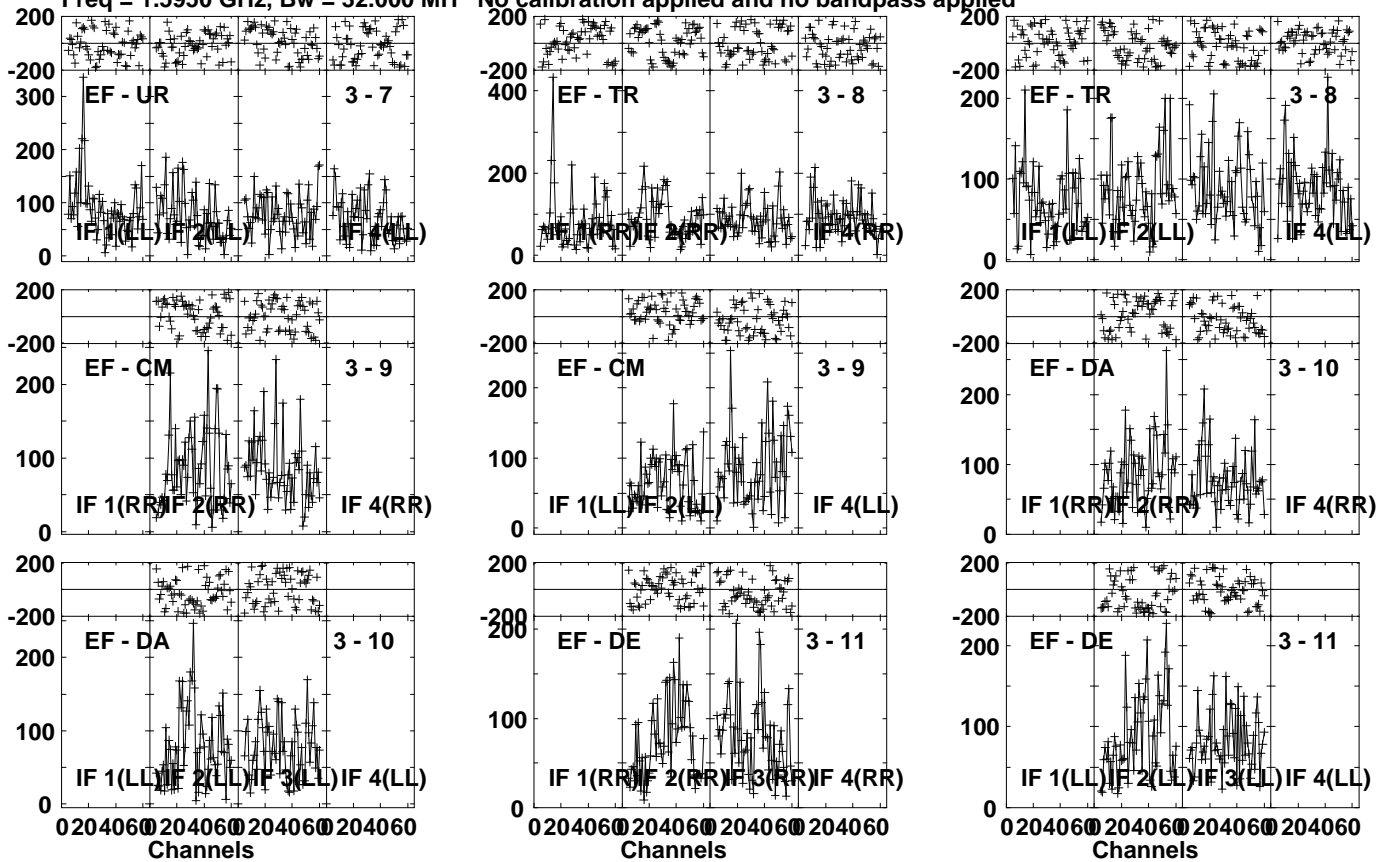 Freq = 1.5950 GHz, Bw = 32.000 MH No calibration applied and no bandpass applied
200 200 200
-200 -200 -200
EF - UR 3 - 7 EF - TR 3 - 8 EF - TR 3 - 8
300 400 200
200 200 100
100 0 0
0
IF 1(LL) IF 2(LL) IF 4(LL) IF 1(RR) IF 2(RR) IF 4(RR) IF 1(LL) IF 2(LL) IF 4(LL)
200 200 200
-200 -200 -200
EF - CM 3 - 9 EF - CM 3 - 9 EF - DA 3 - 10
200 200 200
100 100 100
IF 1(RR) IF 2(RR) IF 4(RR) IF 1(LL) IF 2(LL) IF 4(LL) IF 1(RR) IF 2(RR) IF 4(RR)
0 0 0
200 200 200
-200 -200 -200
200
EF - DA 3 - 10 EF - DE 3 - 11 EF - DE 3 - 11
200 100 200
100 100
IF 1(LL) IF 2(LL) IF 3(LL) IF 4(LL) IF 1(RR) IF 2(RR) IF 3(RR) IF 4(RR) IF 1(LL) IF 2(LL) IF 3(LL) IF 4(LL)
0 0 0
0 20 40 60 0 20 40 60 0 20 40 60 0 20 40 60 0 20 40 60 0 20 40 60 0 20 40 60 0 20 40 60 0 20 40 60 0 20 40 60 0 20 40 60 0 20 40 60
Channels Channels Channels